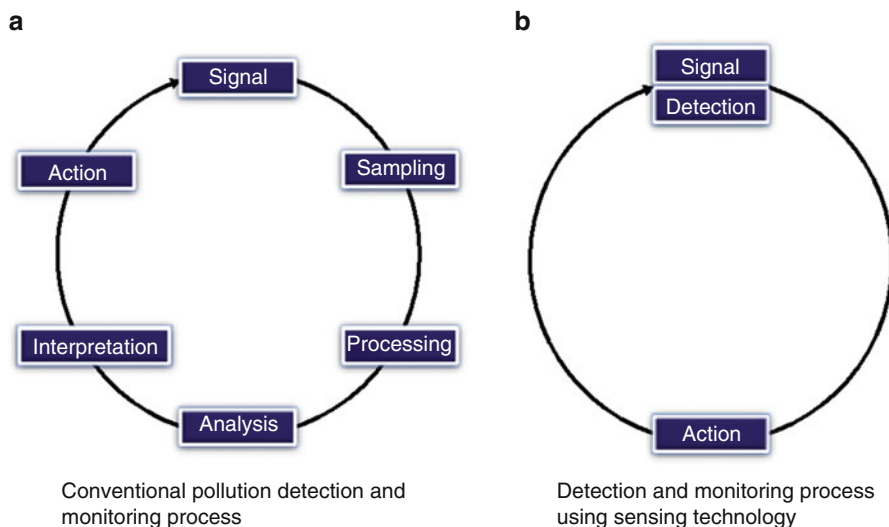 a
Signal
Sampling
Processing
Analysis
Interpretation
Action
Conventional pollution detection and
monitoring process
b
Signal
Detection
Action
Detection and monitoring process
using sensing technology